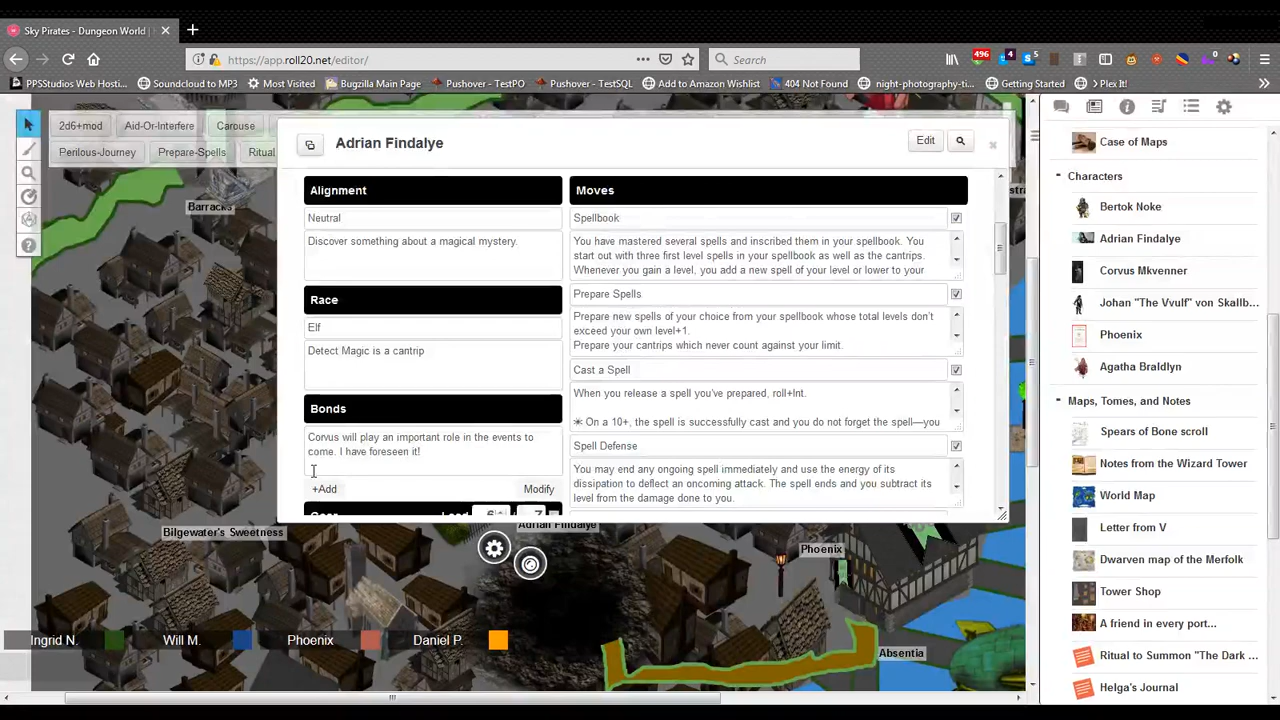 Sky Pirates - Dungeon World |
496
4
5
0
https://app.roll20.net/editor/
Search
PPSStudios Web Hosti...
Soundcloud to MP3
Most Visited
Bugzilla Main Page
Pushover - TestPO
Pushover - TestSQL
Add to Amazon Wishlist
404 Not Found
night-photography-ti...
Getting Started
> Plex It!
2d6+mod
Aid-Or-Interfere
Carouse
Perilous-Journey
Prepare-Spells
Ritual
Barracks
Adrian Findalye
Edit
Alignment
Neutral
Discover something about a magical mystery.
Race
Elf
Detect Magic is a cantrip
Bonds
Corvus will play an important role in the events to
come. I have foreseen it!
+Add
Modify
Moves
Spellbook
You have mastered several spells and inscribed them in your spellbook. You
start out with three first level spells in your spellbook as well as the cantrips.
Whenever you gain a level, you add a new spell of your level or lower to your
Prepare Spells
Prepare new spells of your choice from your spellbook whose total levels don't
exceed your own level+1.
Prepare your cantrips which never count against your limit.
Cast a Spell
When you release a spell you've prepared, roll+Int.
☀ On a 10+, the spell is successfully cast and you do not forget the spell—you
Spell Defense
You may end any ongoing spell immediately and use the energy of its
dissipation to deflect an oncoming attack. The spell ends and you subtract its
level from the damage done to you.
Bilgewater's Sweetness
Adrian Findalye
Phoenix
Absentia
Ingrid N.
Will M.
Phoenix
Daniel P.
Case of Maps
Characters
Bertok Noke
Adrian Findalye
Corvus Mkvenner
Johan "The Vvulf" von Skallb...
Phoenix
Agatha Braldlyn
Maps, Tomes, and Notes
Spears of Bone scroll
Notes from the Wizard Tower
World Map
Letter from V
Dwarven map of the Merfolk
Tower Shop
A friend in every port...
Ritual to Summon "The Dark ...
Helga's Journal